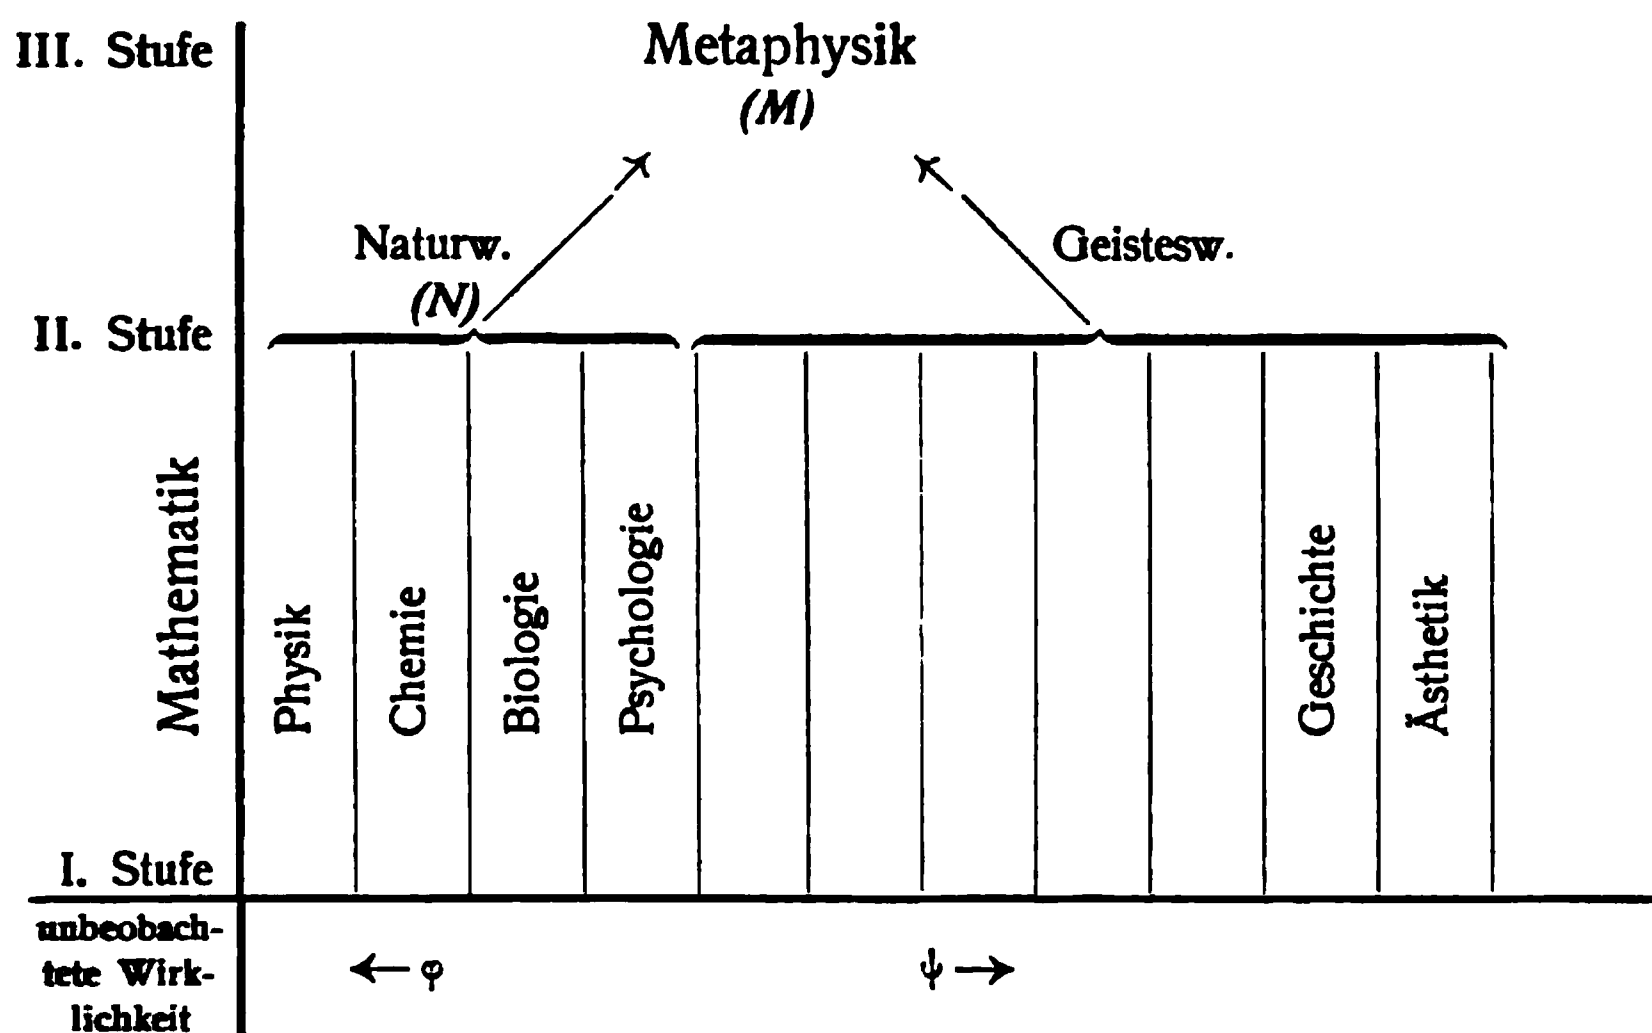 III. Stufe
Metaphysik
(M)
Naturw.
(N)
Geistesw.
II. Stufe
Mathematik
Physik
Chemie
Biologie
Psychologie
Geschichte
Ästhetik
I. Stufe
unbeobach-
tete Wirk-
lichkeit
← φ
ψ →